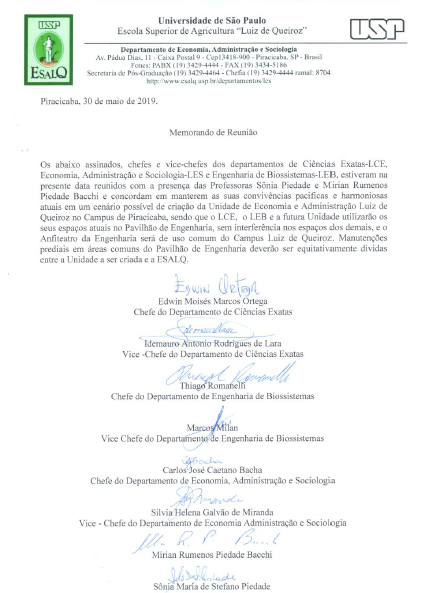 USP
ESALQ
Universidade de São Paulo
Escola Superior de Agricultura "Luiz de Queiroz"
USP
Departamento de Economia, Administração e Sociologia
Av. Pádua Dias, 11 - Caixa Postal 9 - Cep13418-900 - Piracicaba, SP - Brasil
Fones: PABX (19) 3429-4444 - FAX (19) 3434-5186
Secretaria de Pós-Graduação (19) 3429-4464 - Chefia (19) 3429-4444 ramal: 8704
http://www.esalq.usp.br/departamentos/les
Piracicaba, 30 de maio de 2019.
Memorando de Reunião
Os abaixo assinados, chefes e vice-chefes dos departamentos de Ciências Exatas-LCE,
Economia, Administração e Sociologia-LES e Engenharia de Biossistemas-LEB, estiveram na
presente data reunidos com a presença das Professoras Sônia Piedade e Mirian Rumenos
Piedade Bacchi e concordam em manterem as suas convivências pacificas e harmoniosas
atuais em um cenário possível de criação da Unidade de Economia e Administração Luiz de
Queiroz no Campus de Piracicaba, sendo que o LCE, o LEB e a futura Unidade utilizarão os
seus espaços atuais no Pavilhão de Engenharia, sem interferência nos espaços dos demais, e o
Anfiteatro da Engenharia será de uso comum do Campus Luiz de Queiroz. Manutenções
prediais em áreas comuns do Pavilhão de Engenharia deverão ser equitativamente dividas
entre a Unidade a ser criada e a ESALQ.
Edwin Ortega
Edwin Moisés Marcos Ortega
Chefe do Departamento de Ciências Exatas
Idemauro Antonio Rodrigues de Lara
Vice -Chefe do Departamento de Ciências Exatas
Thiago Romanelli
Chefe do Departamento de Engenharia de Biossistemas
Marcos Milan
Vice Chefe do Departamento de Engenharia de Biossistemas
Carlos José Caetano Bacha
Chefe do Departamento de Economia, Administração e Sociologia
Silvia Helena Galvão de Miranda
Vice - Chefe do Departamento de Economia Administração e Sociologia
Mirian Rumenos Piedade Bacchi
Sônia Maria de Stefano Piedade